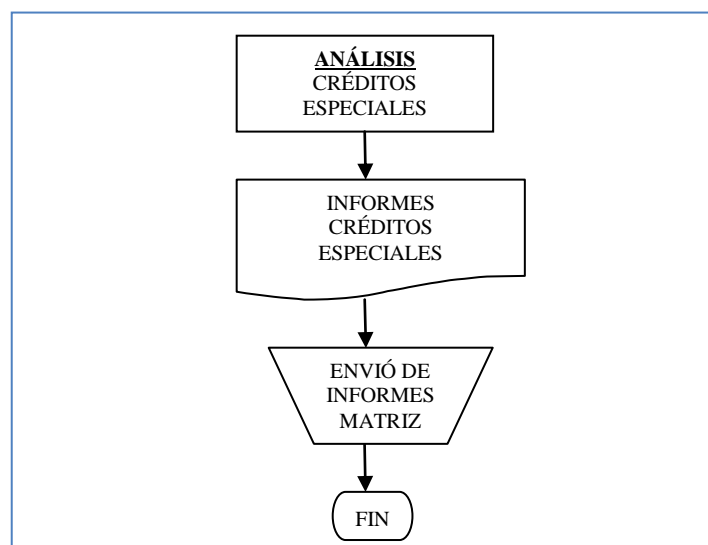 ANÁLISIS
CRÉDITOS
ESPECIALES
INFORMES
CRÉDITOS
ESPECIALES
ENVIÓ DE
INFORMES
MATRIZ
FIN